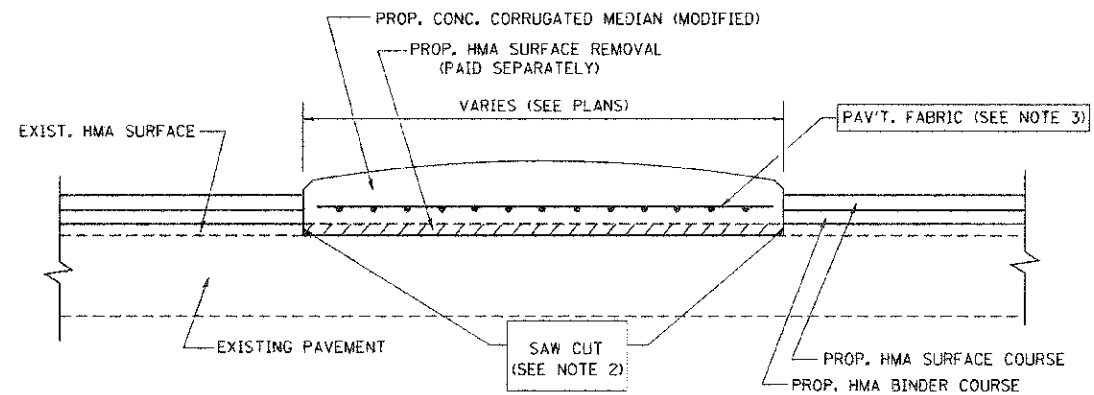 PROP. CONC. CORRUGATED MEDIAN (MODIFIED)
PROP. HMA SURFACE REMOVAL
(PAID SEPARATELY)
VARIES (SEE PLANS)
EXIST. HMA SURFACE
PAV'T. FABRIC (SEE NOTE 3)
EXISTING PAVEMENT
SAW CUT
(SEE NOTE 2)
PROP. HMA SURFACE COURSE
PROP. HMA BINDER COURSE